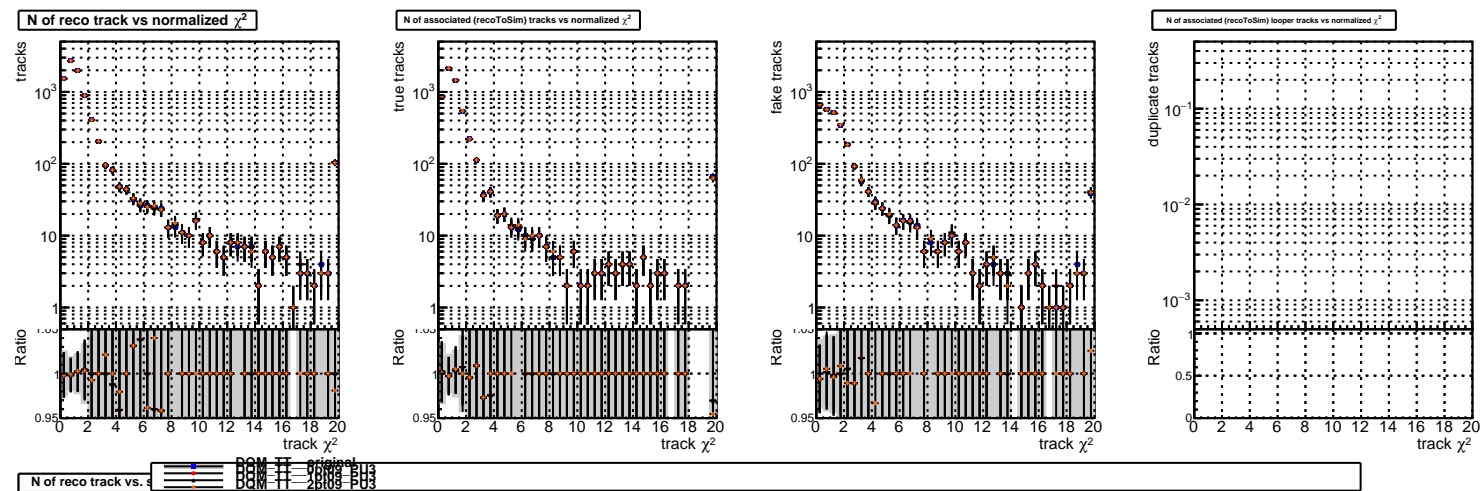 N of reco track vs normalized χ²
tracks
10³
10²
10
1
Ratio
1
0.95
0 2 4 6 8 10 12 14 16 18 20
track χ²
N of associated (recoToSim) tracks vs normalized χ²
true tracks
10³
10²
10
1
Ratio
1
0.95
0 2 4 6 8 10 12 14 16 18 20
track χ²
fake tracks
10³
10²
10
1
Ratio
1
0.95
0 2 4 6 8 10 12 14 16 18 20
track χ²
N of associated (recoToSim) looper tracks vs normalized χ²
duplicate tracks
10⁻¹
10⁻²
10⁻³
Ratio
1
0.5
0
0 2 4 6 8 10 12 14 16 18 20
track χ²
N of reco track vs.
DQM_TT_original
DQM_TT__0pt09_PU3
DQM_TT__1pt09_PU3
DQM_TT__2pt09_PU3